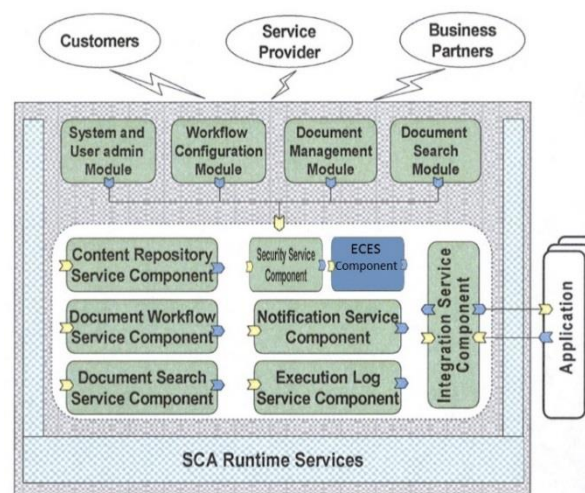 Customers
Service
Provider
Business
Partners
System and
User admin
Module
Workflow
Configuration
Module
Document
Management
Module
Document
Search
Module
Content Repository
Service Component
Security Service
Component
ECES
Component
Document Workflow
Service Component
Notification Service
Component
Document Search
Service Component
Execution Log
Service Component
Integration Service
Component
Application
SCA Runtime Services